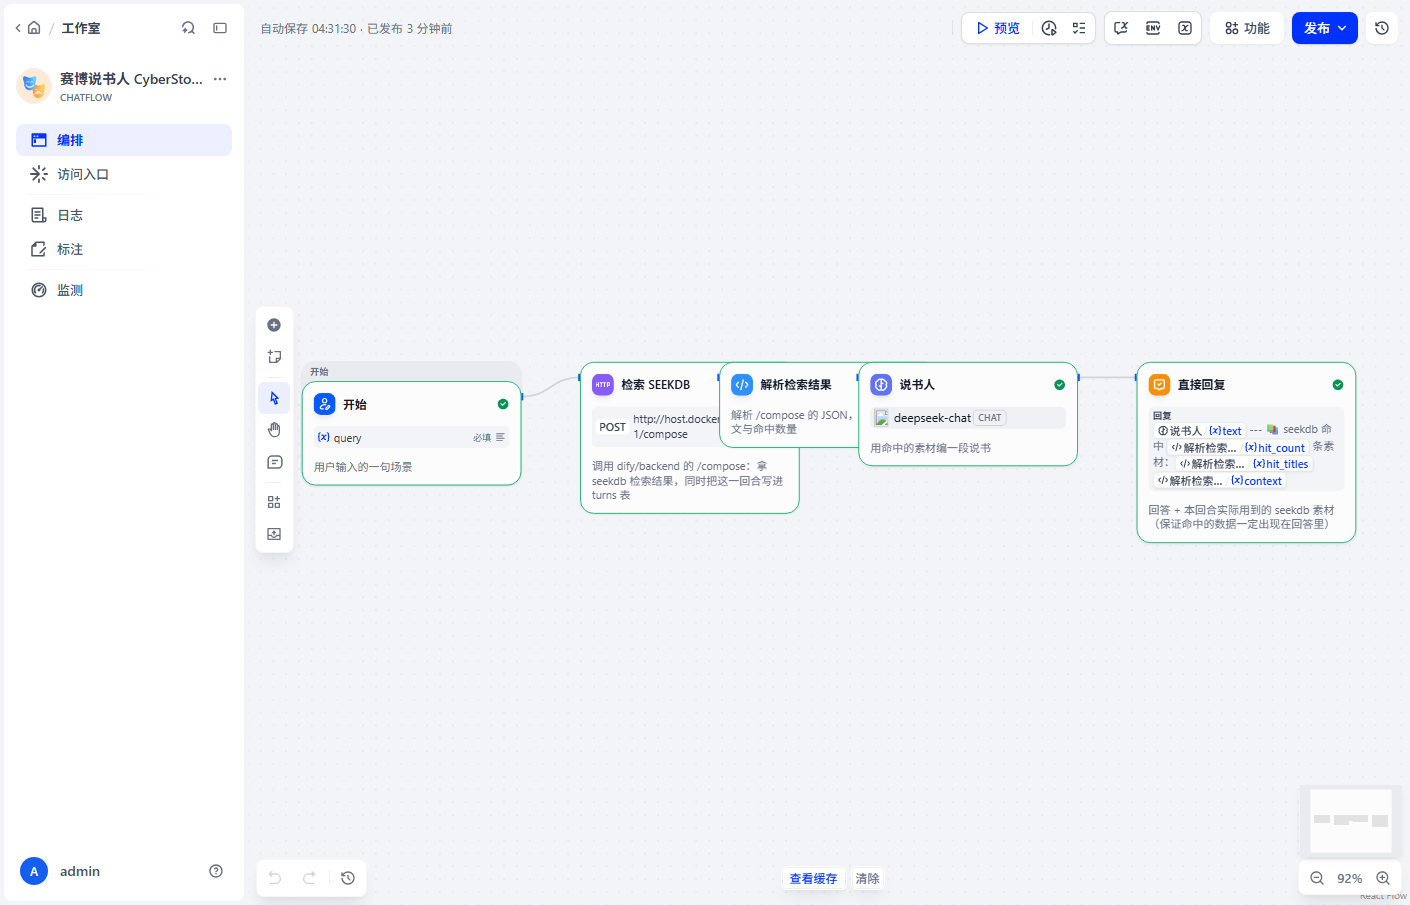 工作室
赛博说书人 CyberSto...
CHATFLOW
编排
访问入口
日志
标注
监测
A admin
自动保存 04:31:30 · 已发布 3 分钟前
预览
ENV
功能
发布
开始
开始
{x} query 必填
用户输入的一句场景
HTTP 检索 SEEKDB
POST http://host.docker
1/compose
调用 dify/backend 的 /compose：拿
seekdb 检索结果，同时把这一回合写进
turns 表
解析检索结果
解析 /compose 的 JSON，
文与命中数量
说书人
deepseek-chat CHAT
用命中的素材编一段说书
直接回复
回复
说书人 / {x}text --- 📚 seekdb 命
中 解析检索... / {x}hit_count 条素
材： 解析检索... / {x}hit_titles
解析检索... / {x}context
回答 + 本回合实际用到的 seekdb 素材
（保证命中的数据一定出现在回答里）
查看缓存 清除
92%
React Flow